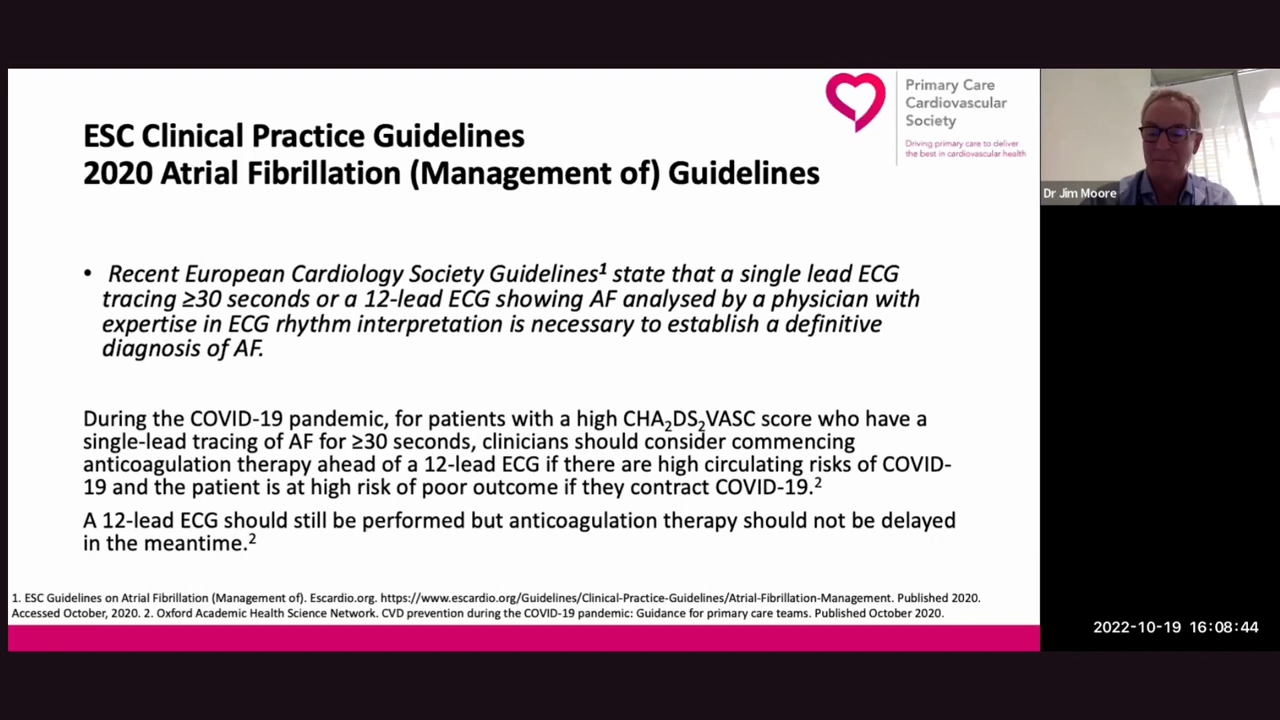 ESC Clinical Practice Guidelines
2020 Atrial Fibrillation (Management of) Guidelines
Primary Care
Cardiovascular
Society
Driving primary care to deliver
the best in cardiovascular health
Dr Jim Moore
• Recent European Cardiology Society Guidelines¹ state that a single lead ECG
tracing ≥30 seconds or a 12-lead ECG showing AF analysed by a physician with
expertise in ECG rhythm interpretation is necessary to establish a definitive
diagnosis of AF.
During the COVID-19 pandemic, for patients with a high CHA₂DS₂VASC score who have a
single-lead tracing of AF for ≥30 seconds, clinicians should consider commencing
anticoagulation therapy ahead of a 12-lead ECG if there are high circulating risks of COVID-
19 and the patient is at high risk of poor outcome if they contract COVID-19.²
A 12-lead ECG should still be performed but anticoagulation therapy should not be delayed
in the meantime.²
1. ESC Guidelines on Atrial Fibrillation (Management of). Escardio.org. https://www.escardio.org/Guidelines/Clinical-Practice-Guidelines/Atrial-Fibrillation-Management. Published 2020.
Accessed October, 2020. 2. Oxford Academic Health Science Network. CVD prevention during the COVID-19 pandemic: Guidance for primary care teams. Published October 2020.
2022-10-19 16:08:44